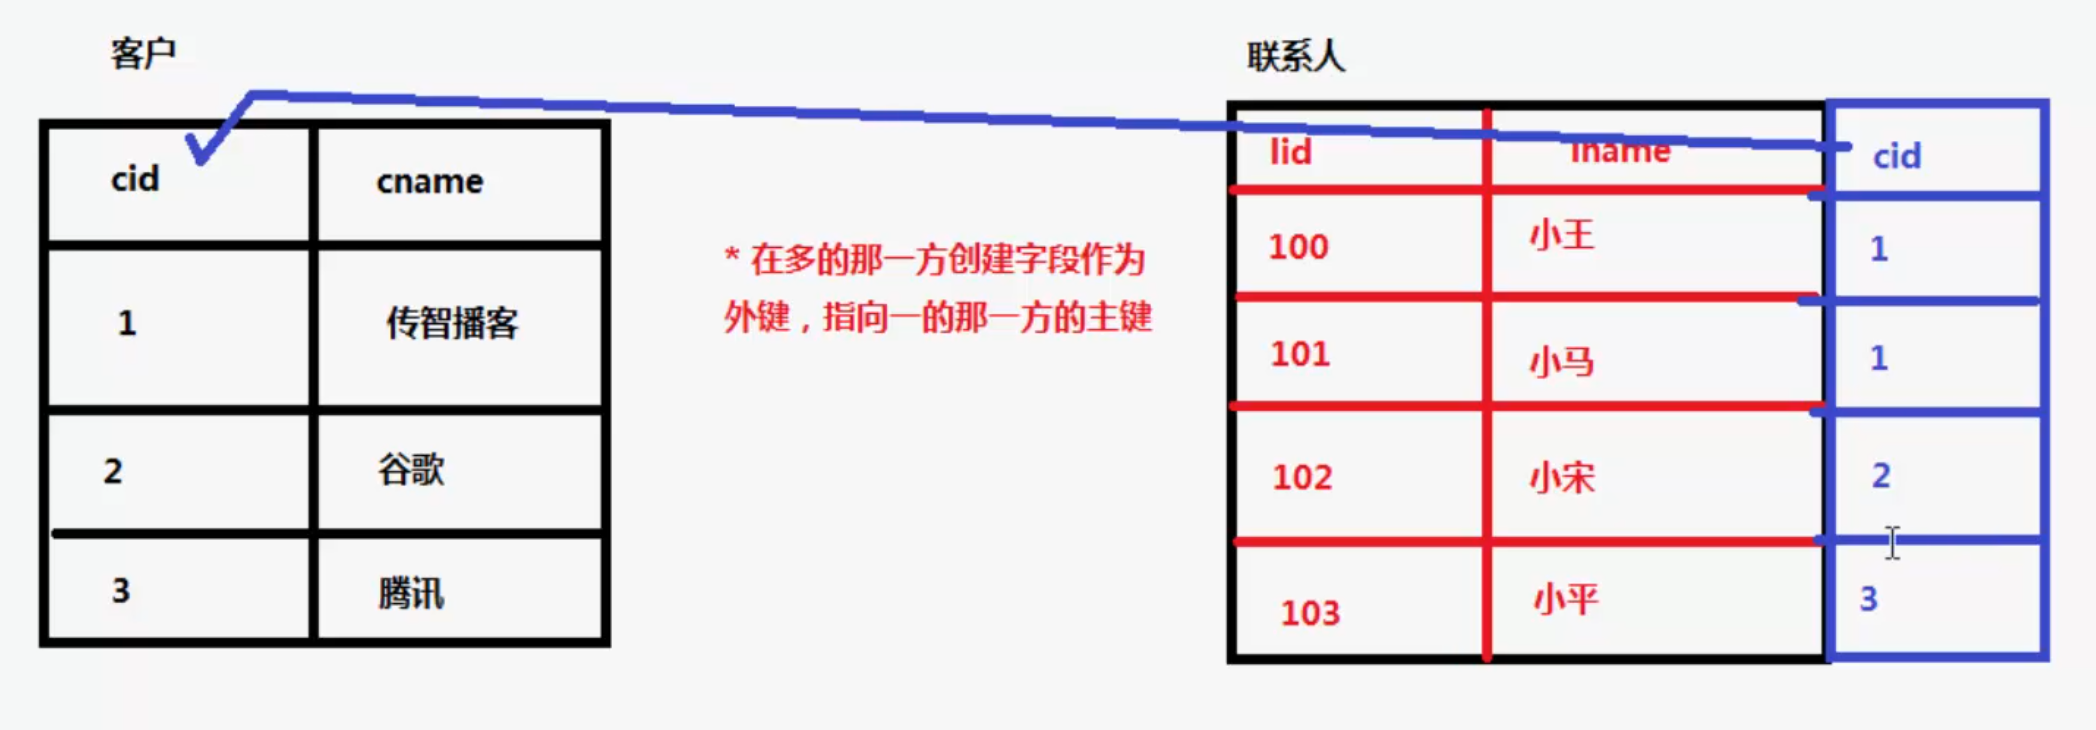 客户
cid cname
1 传智播客
2 谷歌
3 腾讯
* 在多的那一方创建字段作为
外键，指向一的那一方的主键
联系人
lid lname cid
100 小王 1
101 小马 1
102 小宋 2
103 小平 3